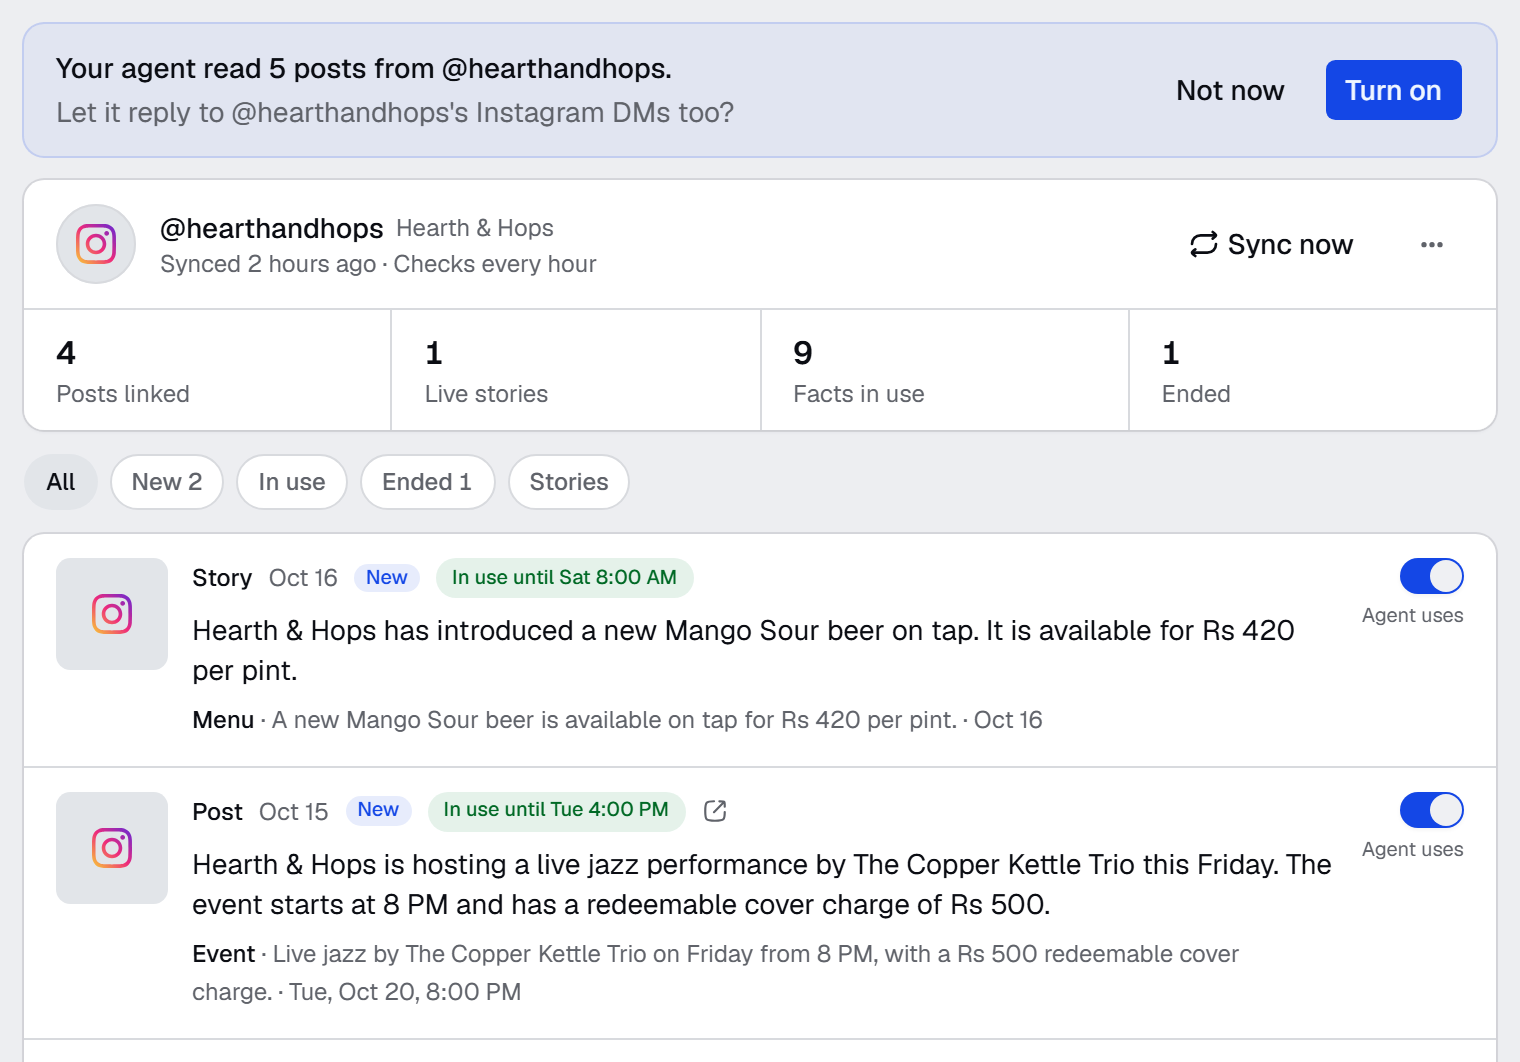 Your agent read 5 posts from @hearthandhops.
Let it reply to @hearthandhops's Instagram DMs too?
Not now
Turn on
@hearthandhops Hearth & Hops
Synced 2 hours ago · Checks every hour
Sync now
4
Posts linked
1
Live stories
9
Facts in use
1
Ended
All
New 2
In use
Ended 1
Stories
Story Oct 16 New In use until Sat 8:00 AM
Agent uses
Hearth & Hops has introduced a new Mango Sour beer on tap. It is available for Rs 420
per pint.
Menu · A new Mango Sour beer is available on tap for Rs 420 per pint. · Oct 16
Post Oct 15 New In use until Tue 4:00 PM
Agent uses
Hearth & Hops is hosting a live jazz performance by The Copper Kettle Trio this Friday. The
event starts at 8 PM and has a redeemable cover charge of Rs 500.
Event · Live jazz by The Copper Kettle Trio on Friday from 8 PM, with a Rs 500 redeemable cover
charge. · Tue, Oct 20, 8:00 PM